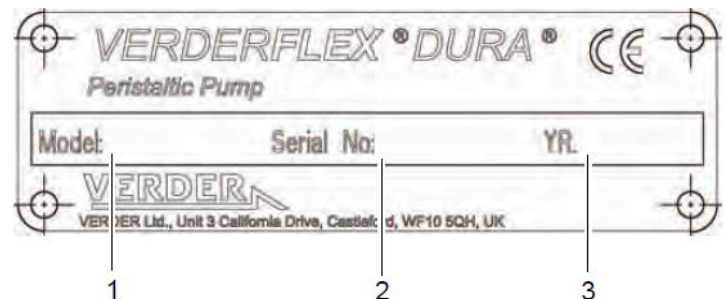 VERDERFLEX ® DURA ® CE
Peristaltic Pump
Model: Serial No: YR.
VERDER
VERDER Ltd., Unit 3 California Drive, Castleford, WF10 5QH, UK
1 2 3